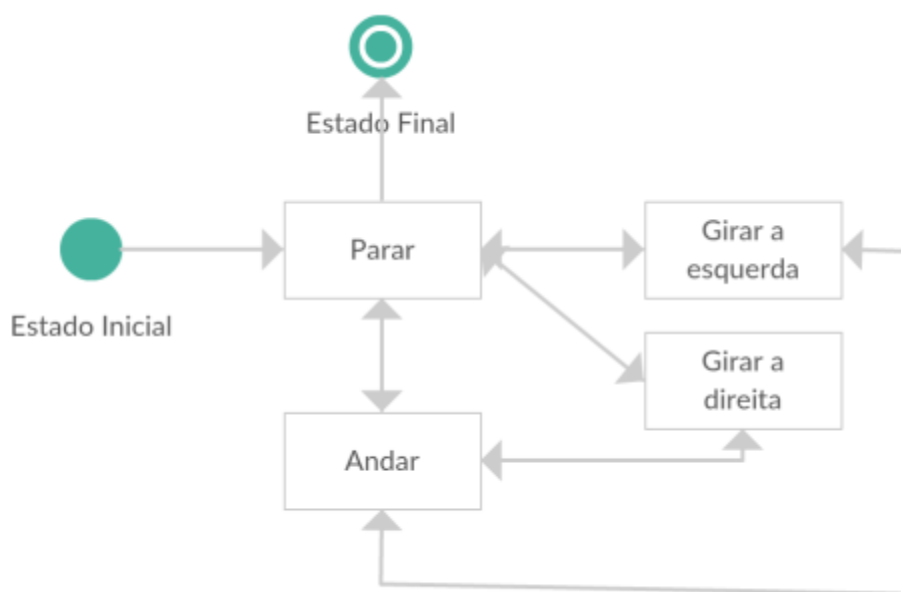 Estado Final
Parar
Girar a
esquerda
Estado Inicial
Girar a
direita
Andar